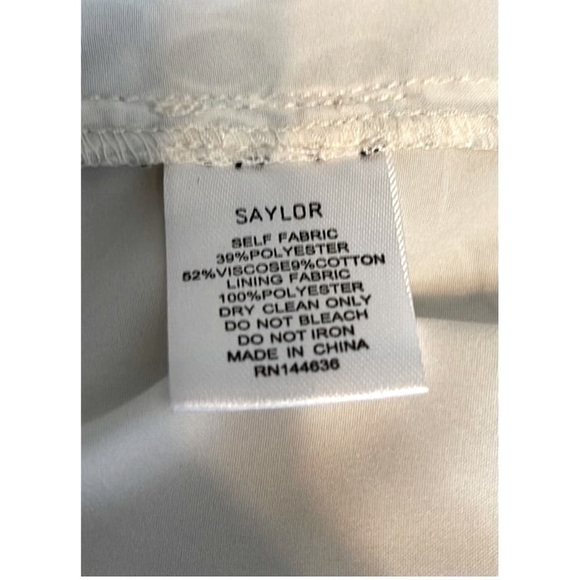 SAYLOR
SELF FABRIC
39%POLYESTER
52%VISCOSE9%COTTON
LINING FABRIC
100%POLYESTER
DRY CLEAN ONLY
DO NOT BLEACH
DO NOT IRON
MADE IN CHINA
RN144636